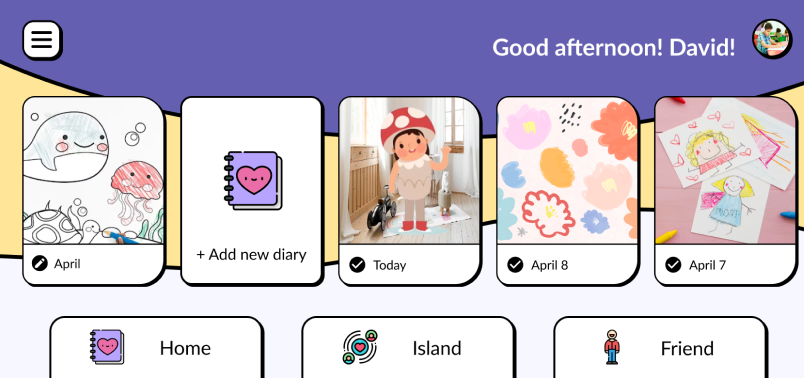 Good afternoon! David!
April
+ Add new diary
Today
April 8
April 7
Home
Island
Friend